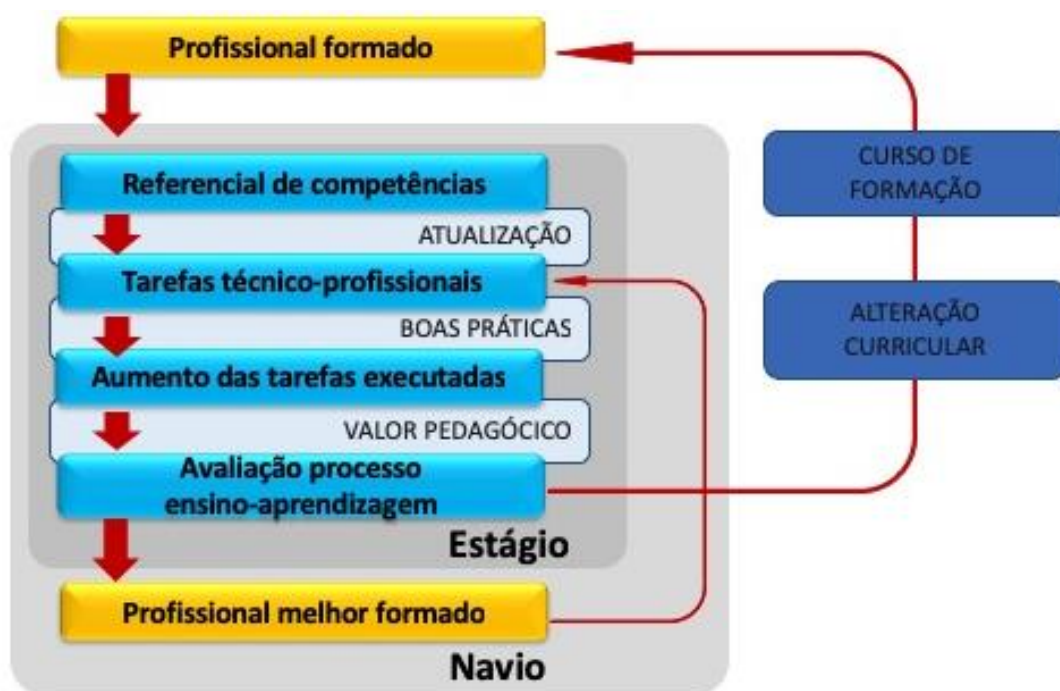 Profissional formado
Referencial de competências
ATUALIZAÇÃO
Tarefas técnico-profissionais
BOAS PRÁTICAS
Aumento das tarefas executadas
VALOR PEDAGÓCICO
Avaliação processo
ensino-aprendizagem
Estágio
Profissional melhor formado
Navio
CURSO DE
FORMAÇÃO
ALTERAÇÃO
CURRICULAR